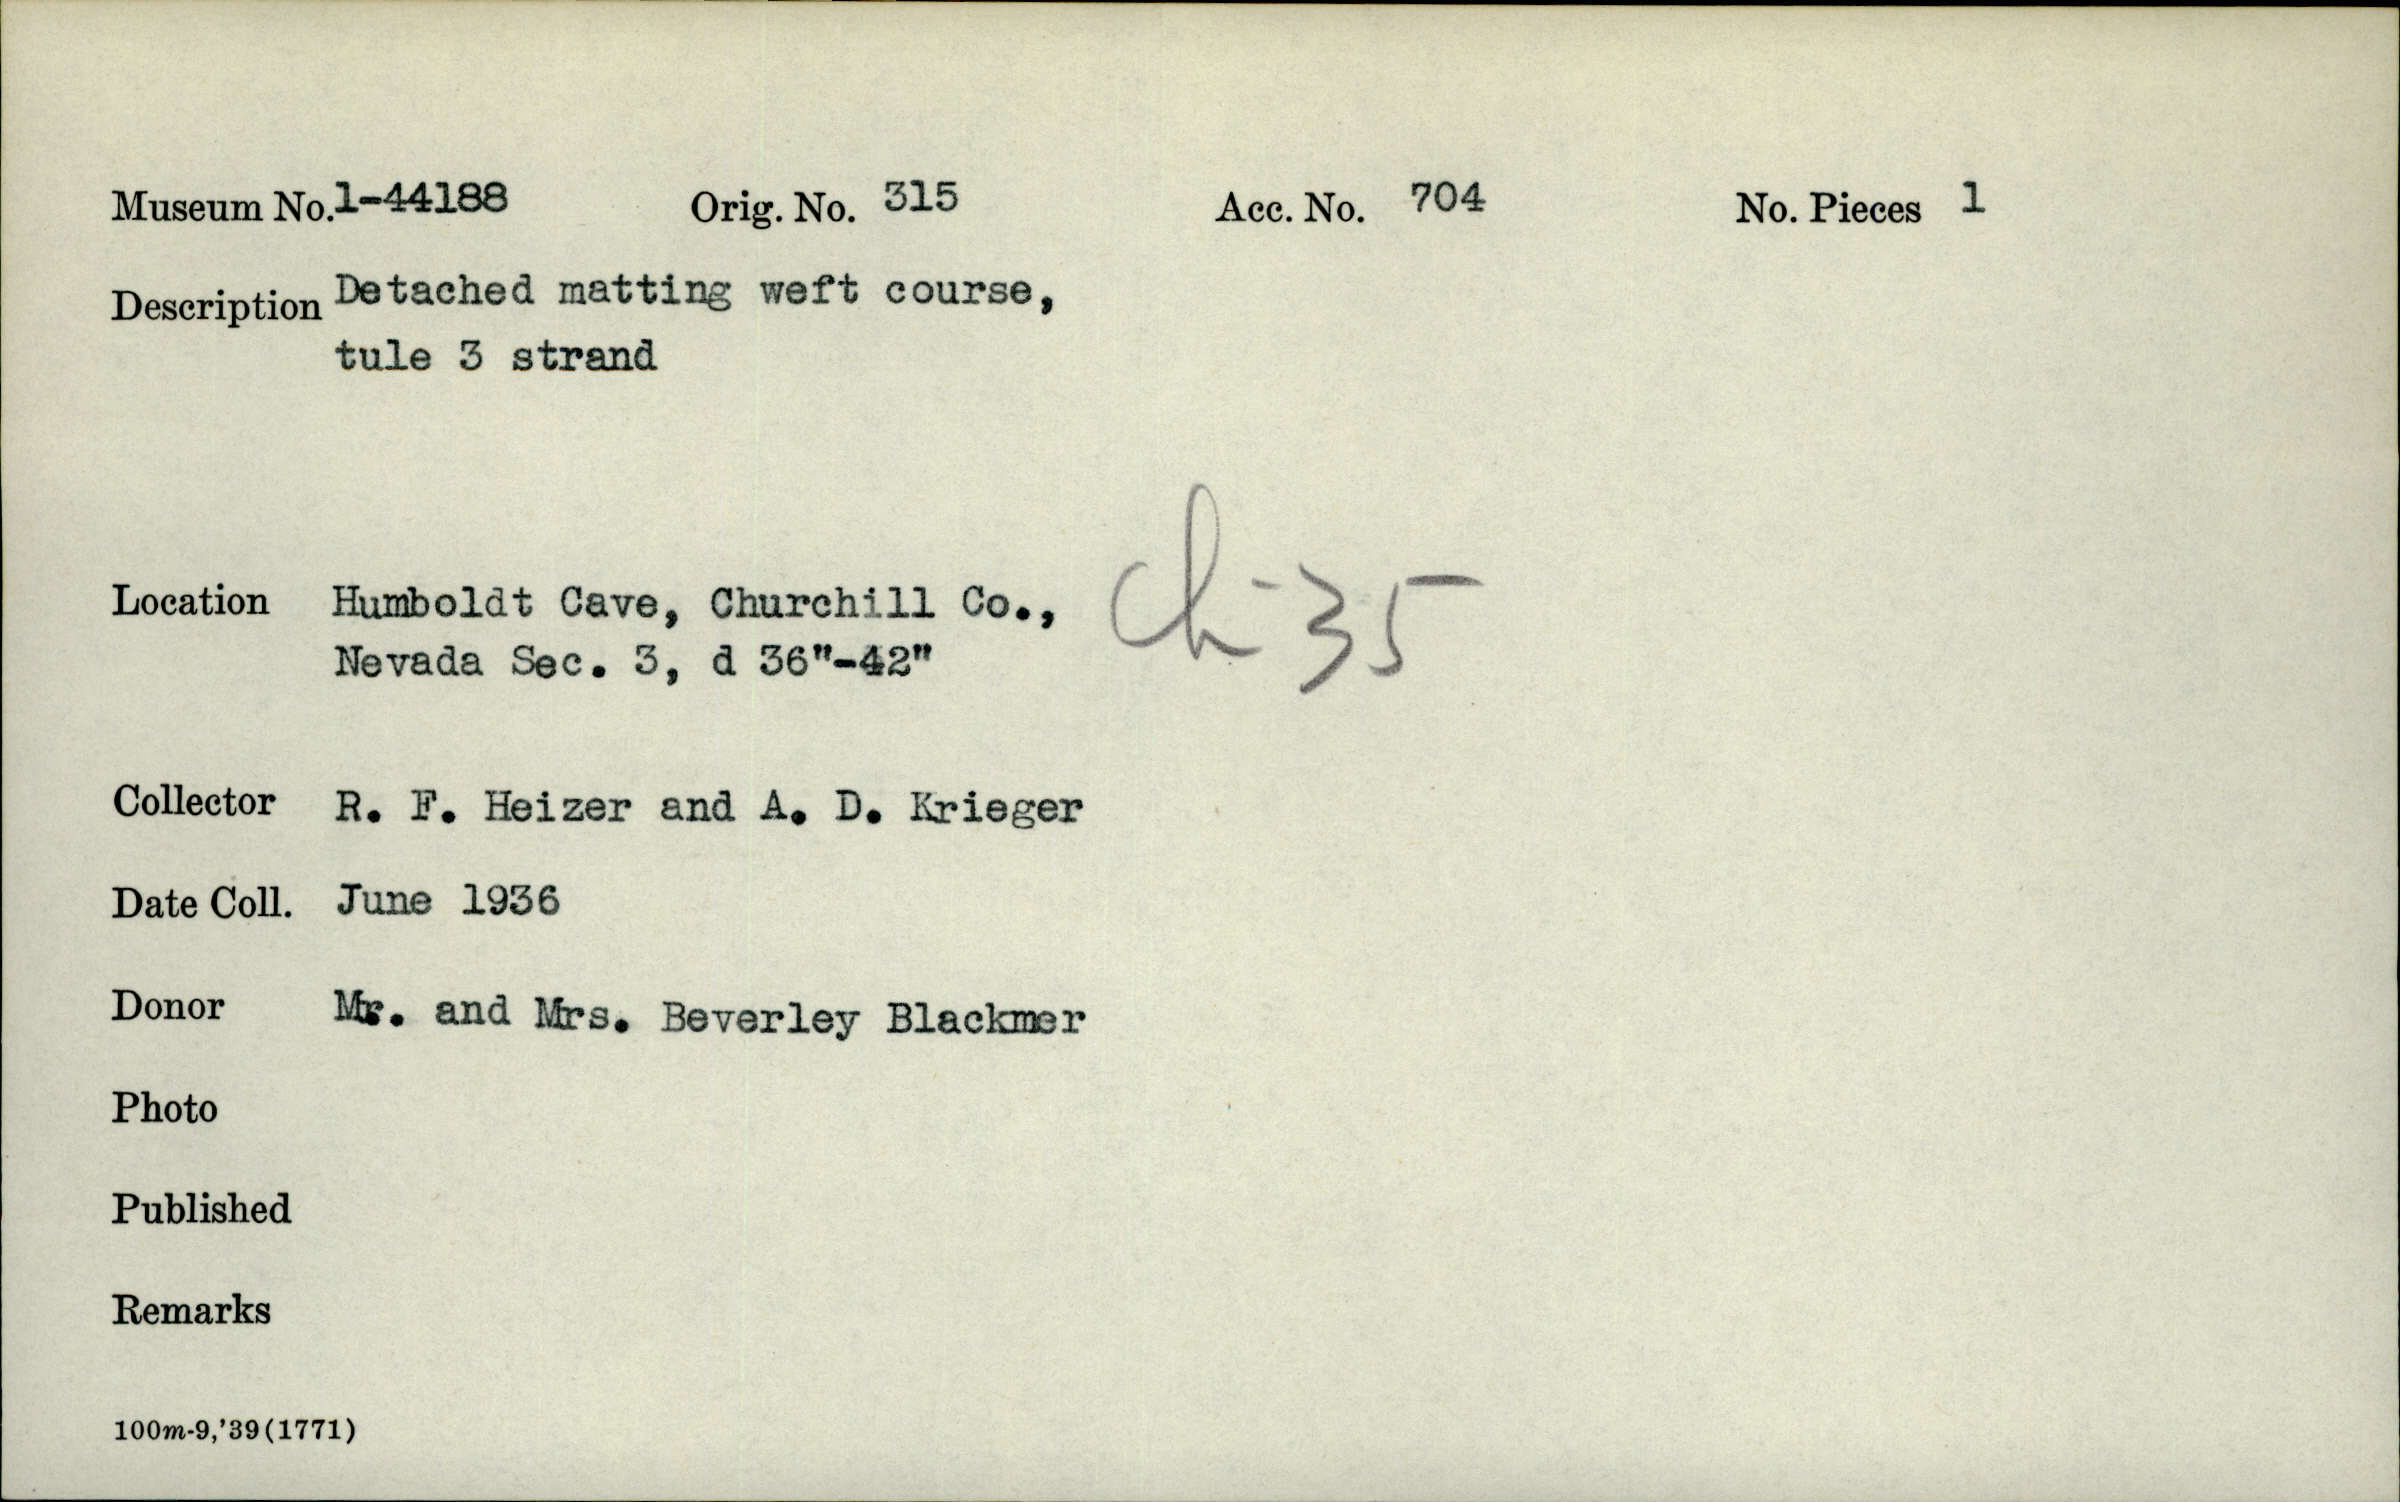 Museum No. 1-44188 Orig. No. 315 Acc. No. 704 No. Pieces 1
Description Detached matting weft course,
tule 3 strand
Location Humboldt Cave, Churchill Co.,
Nevada Sec. 3, d 36"-42"
Ch-35
Collector R. F. Heizer and A. D. Krieger
Date Coll. June 1936
Donor Mr. and Mrs. Beverley Blackmer
Photo
Published
Remarks
100m-9,'39(1771)